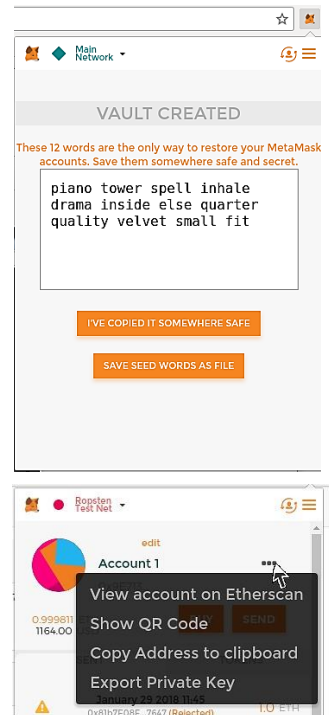 Main
Network
VAULT CREATED
These 12 words are the only way to restore your MetaMask
accounts. Save them somewhere safe and secret.
piano tower spell inhale
drama inside else quarter
quality velvet small fit
I'VE COPIED IT SOMEWHERE SAFE
SAVE SEED WORDS AS FILE
Ropsten
Test Net
edit
Account 1
View account on Etherscan
0.999811
SEND
1164.00
Show QR Code
Copy Address to clipboard
Export Private Key
January 29 2018 11:45
(Rejected)
1.0 ETH